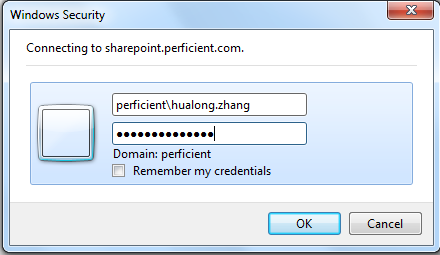 Windows Security
Connecting to sharepoint.perficient.com.
perficient\hualong.zhang
●●●●●●●●●●●●●●
Domain: perficient
Remember my credentials
OK
Cancel